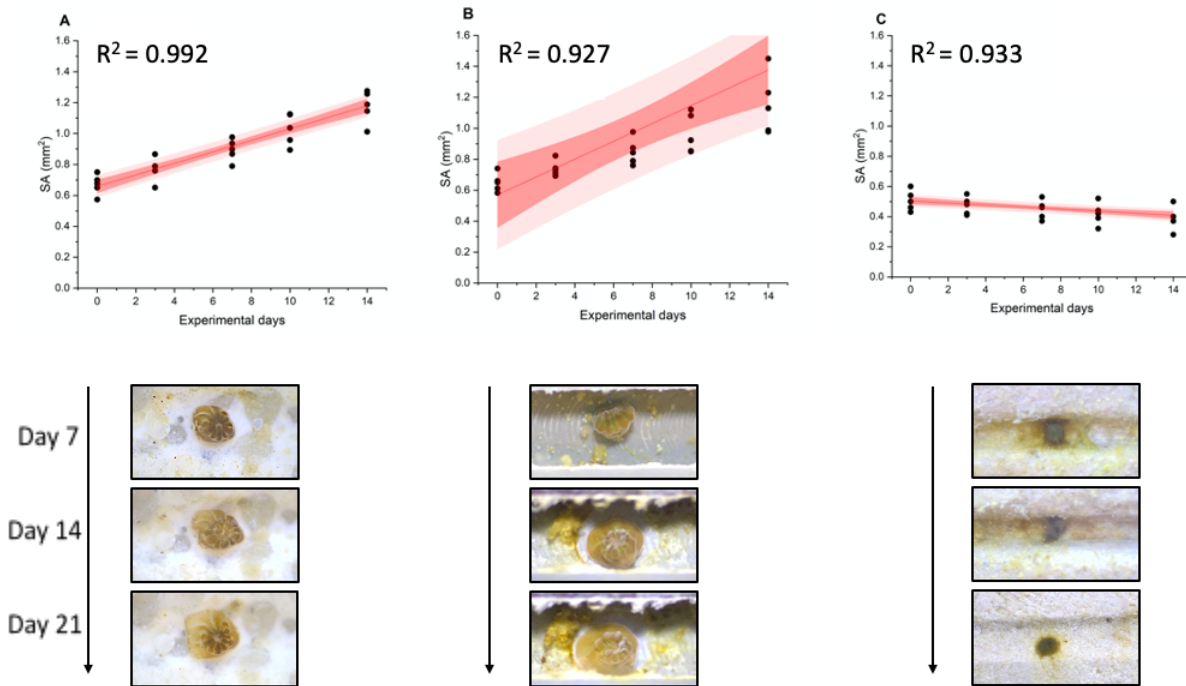 A
R² = 0.992
1.6
1.4
1.2
1.0
0.8
0.6
0.4
0.2
0.0
SA (mm²)
0 2 4 6 8 10 12 14
Experimental days
B
R² = 0.927
1.6
1.4
1.2
1.0
0.8
0.6
0.4
0.2
0.0
SA (mm²)
0 2 4 6 8 10 12 14
Experimental days
C
R² = 0.933
1.6
1.4
1.2
1.0
0.8
0.6
0.4
0.2
0.0
SA (mm²)
0 2 4 6 8 10 12 14
Experimental days
Day 7
Day 14
Day 21